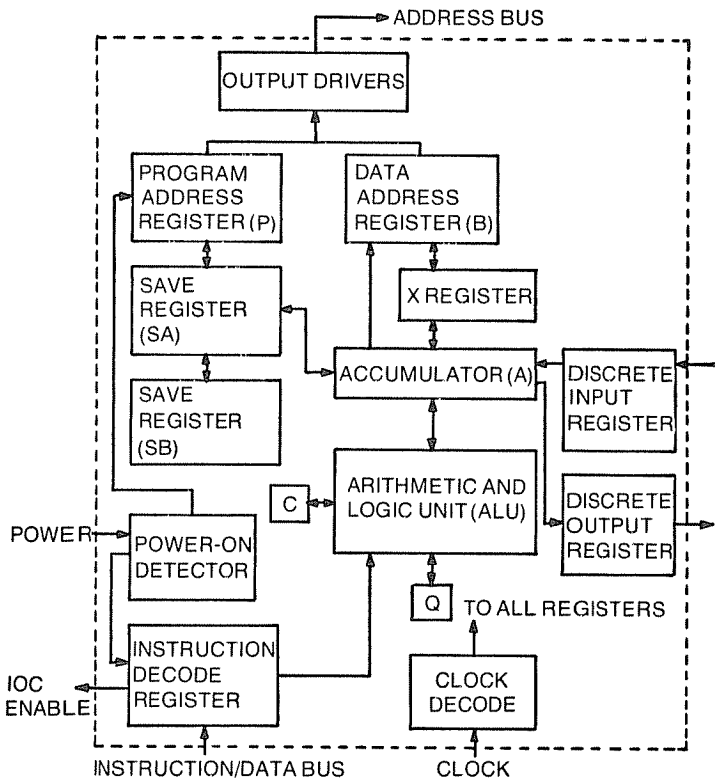 ADDRESS BUS
OUTPUT DRIVERS
PROGRAM
ADDRESS
REGISTER (P)
DATA
ADDRESS
REGISTER (B)
SAVE
REGISTER
(SA)
X REGISTER
ACCUMULATOR (A)
DISCRETE
INPUT
REGISTER
SAVE
REGISTER
(SB)
C
ARITHMETIC AND
LOGIC UNIT (ALU)
DISCRETE
OUTPUT
REGISTER
POWER
POWER-ON
DETECTOR
Q
TO ALL REGISTERS
IOC
ENABLE
INSTRUCTION
DECODE
REGISTER
CLOCK
DECODE
INSTRUCTION/DATA BUS
CLOCK